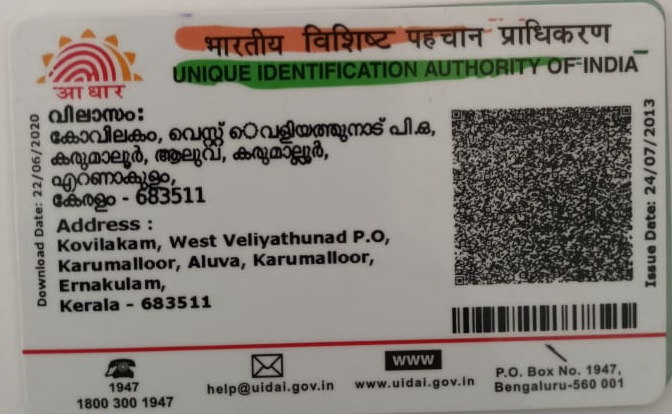 भारतीय विशिष्ट पहचान प्राधिकरण
UNIQUE IDENTIFICATION AUTHORITY OF INDIA
आधार
വിലാസം:
കോവിലകം, വെസ്റ്റ് െവളിയത്തുനാട് പി.ഒ,
കരുമാലൂർ, ആലുവ, കരുമാല്ലൂർ,
എറണാകുളം,
കേരളം - 683511
Address :
Kovilakam, West Veliyathunad P.O,
Karumalloor, Aluva, Karumalloor,
Ernakulam,
Kerala - 683511
Download Date: 22/06/2020
Issue Date: 24/07/2013
1947
1800 300 1947
help@uidai.gov.in
www
www.uidai.gov.in
P.O. Box No. 1947,
Bengaluru-560 001